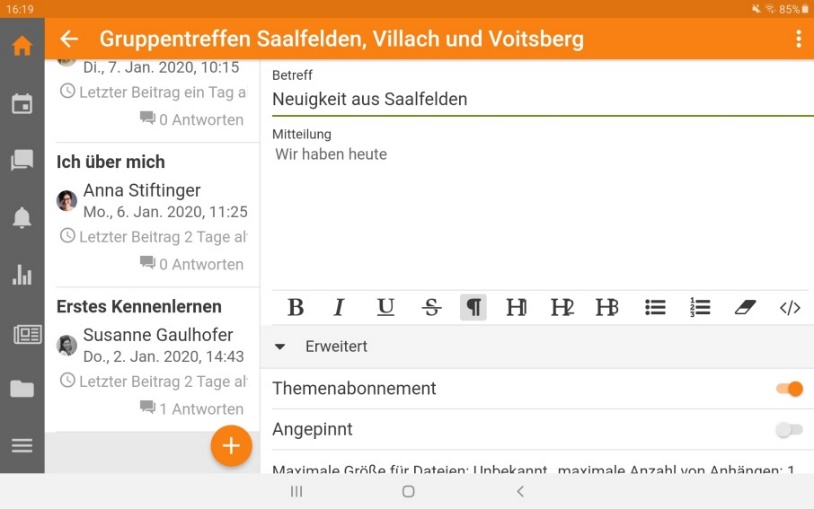 16:19
85%
Gruppentreffen Saalfelden, Villach und Voitsberg
Di., 7. Jan. 2020, 10:15
Letzter Beitrag ein Tag a
0 Antworten
Ich über mich
Anna Stiftinger
Mo., 6. Jan. 2020, 11:25
Letzter Beitrag 2 Tage al
0 Antworten
Erstes Kennenlernen
Susanne Gaulhofer
Do., 2. Jan. 2020, 14:43
Letzter Beitrag 2 Tage al
1 Antworten
Betreff
Neuigkeit aus Saalfelden
Mitteilung
Wir haben heute
B I U S ¶ H1 H2 H3 </>
Erweitert
Themenabonnement
Angepinnt
Maximale Größe für Dateien: Unbekannt, maximale Anzahl von Anhängen: 1